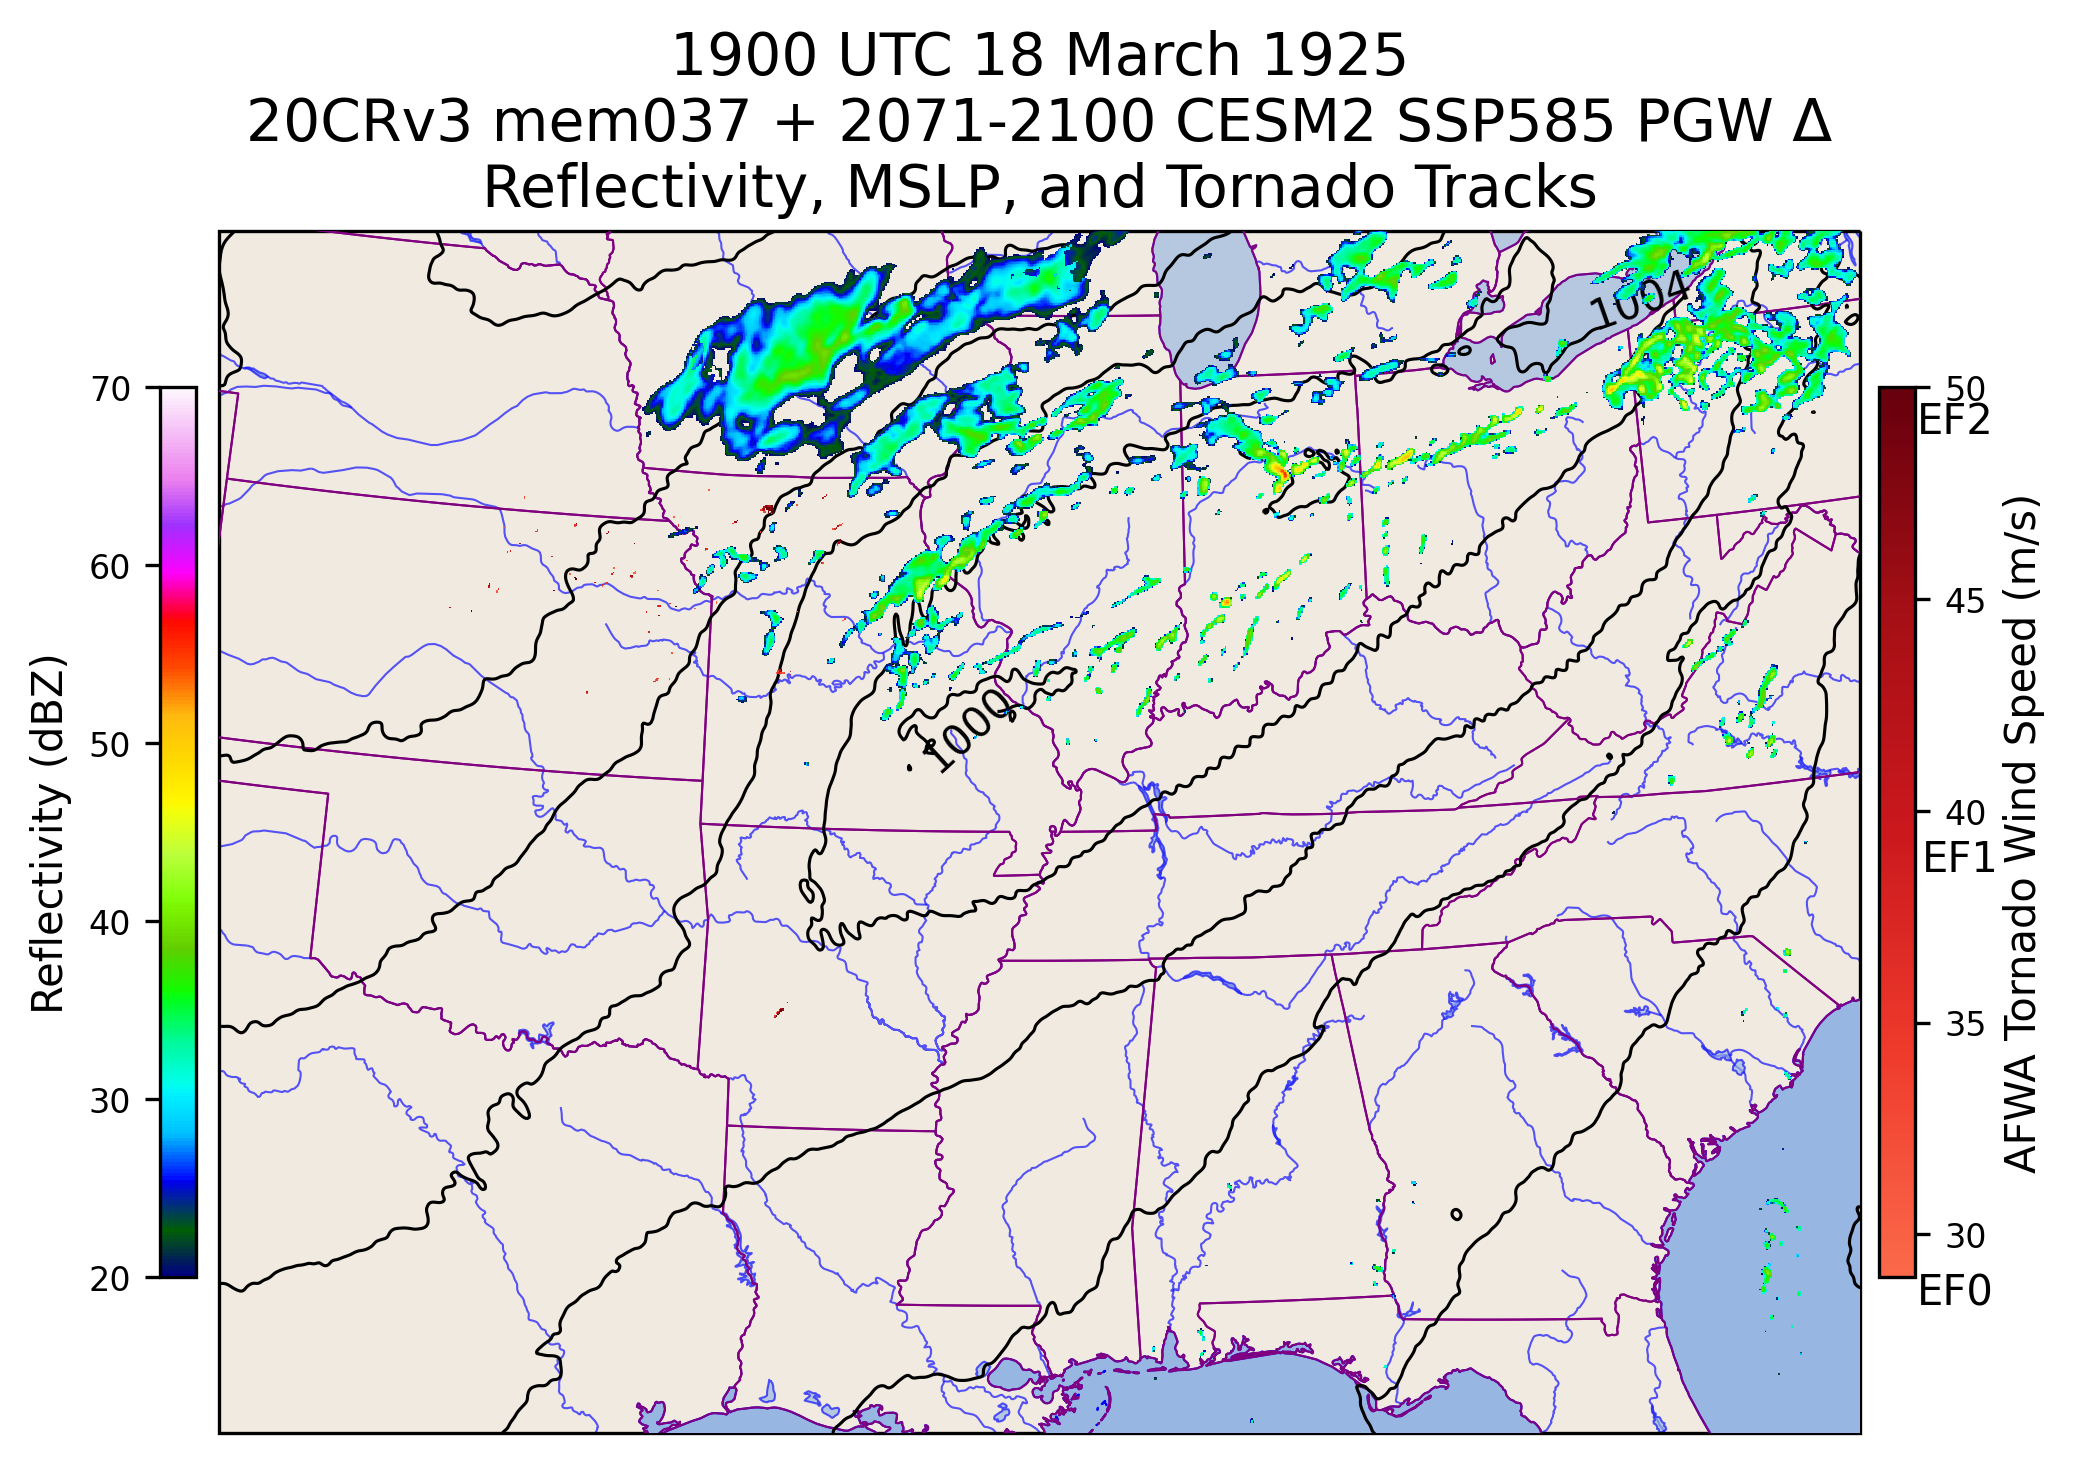 1900 UTC 18 March 1925
20CRv3 mem037 + 2071-2100 CESM2 SSP585 PGW Δ
Reflectivity, MSLP, and Tornado Tracks
1004
1000
70
60
50
40
30
20
Reflectivity (dBZ)
50
EF2
45
40
EF1
35
30
EF0
AFWA Tornado Wind Speed (m/s)